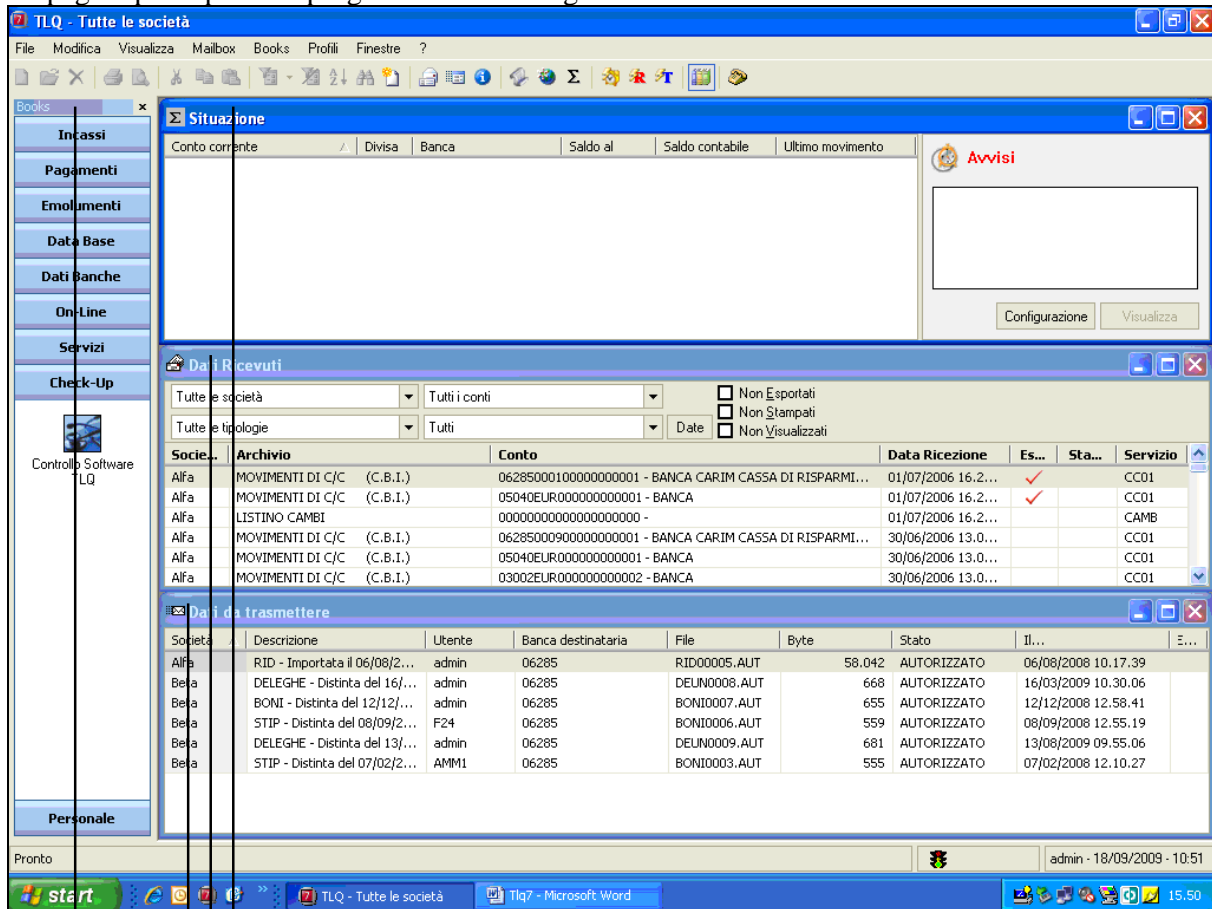 TLQ - Tutte le società
File Modifica Visualizza Mailbox Books Profili Finestre ?
Books
Incassi
Pagamenti
Emolumenti
Data Base
Dati Banche
On-Line
Servizi
Check-Up
Controllo Software
TLQ
Personale
Σ Situazione
Conto corrente Divisa Banca Saldo al Saldo contabile Ultimo movimento
Avvisi
Configurazione Visualizza
Dati Ricevuti
Tutte le società Tutti i conti Non Esportati
Non Stampati
Tutte le tipologie Tutti Date Non Visualizzati
Socie... Archivio Conto Data Ricezione Es... Sta... Servizio
Alfa MOVIMENTI DI C/C (C.B.I.) 06285000100000000001 - BANCA CARIM CASSA DI RISPARMI... 01/07/2006 16.2... CC01
Alfa MOVIMENTI DI C/C (C.B.I.) 05040EUR000000000001 - BANCA 01/07/2006 16.2... CC01
Alfa LISTINO CAMBI 00000000000000000000 - 01/07/2006 16.2... CAMB
Alfa MOVIMENTI DI C/C (C.B.I.) 06285000900000000001 - BANCA CARIM CASSA DI RISPARMI... 30/06/2006 13.0... CC01
Alfa MOVIMENTI DI C/C (C.B.I.) 05040EUR000000000001 - BANCA 30/06/2006 13.0... CC01
Alfa MOVIMENTI DI C/C (C.B.I.) 03002EUR000000000002 - BANCA 30/06/2006 13.0... CC01
Dati da trasmettere
Società Descrizione Utente Banca destinataria File Byte Stato Il... E...
Alfa RID - Importata il 06/08/2... admin 06285 RID00005.AUT 58.042 AUTORIZZATO 06/08/2008 10.17.39
Beta DELEGHE - Distinta del 16/... admin 06285 DEUN0008.AUT 668 AUTORIZZATO 16/03/2009 10.30.06
Beta BONI - Distinta del 12/12/... admin 06285 BONI0007.AUT 655 AUTORIZZATO 12/12/2008 12.58.41
Beta STIP - Distinta del 08/09/2... F24 06285 BONI0006.AUT 559 AUTORIZZATO 08/09/2009 12.55.19
Beta DELEGHE - Distinta del 13/... admin 06285 DEUN0009.AUT 681 AUTORIZZATO 13/08/2009 09.55.06
Beta STIP - Distinta del 07/02/2... AMM1 06285 BONI0003.AUT 555 AUTORIZZATO 07/02/2008 12.10.27
Pronto admin - 18/09/2009 - 10:51
start TLQ - Tutte le società Tlq7 - Microsoft Word 15.50